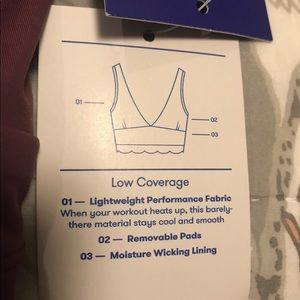 01 —
02
03
Low Coverage
01 — Lightweight Performance Fabric
When your workout heats up, this barely-
there material stays cool and smooth
02 — Removable Pads
03 — Moisture Wicking Lining